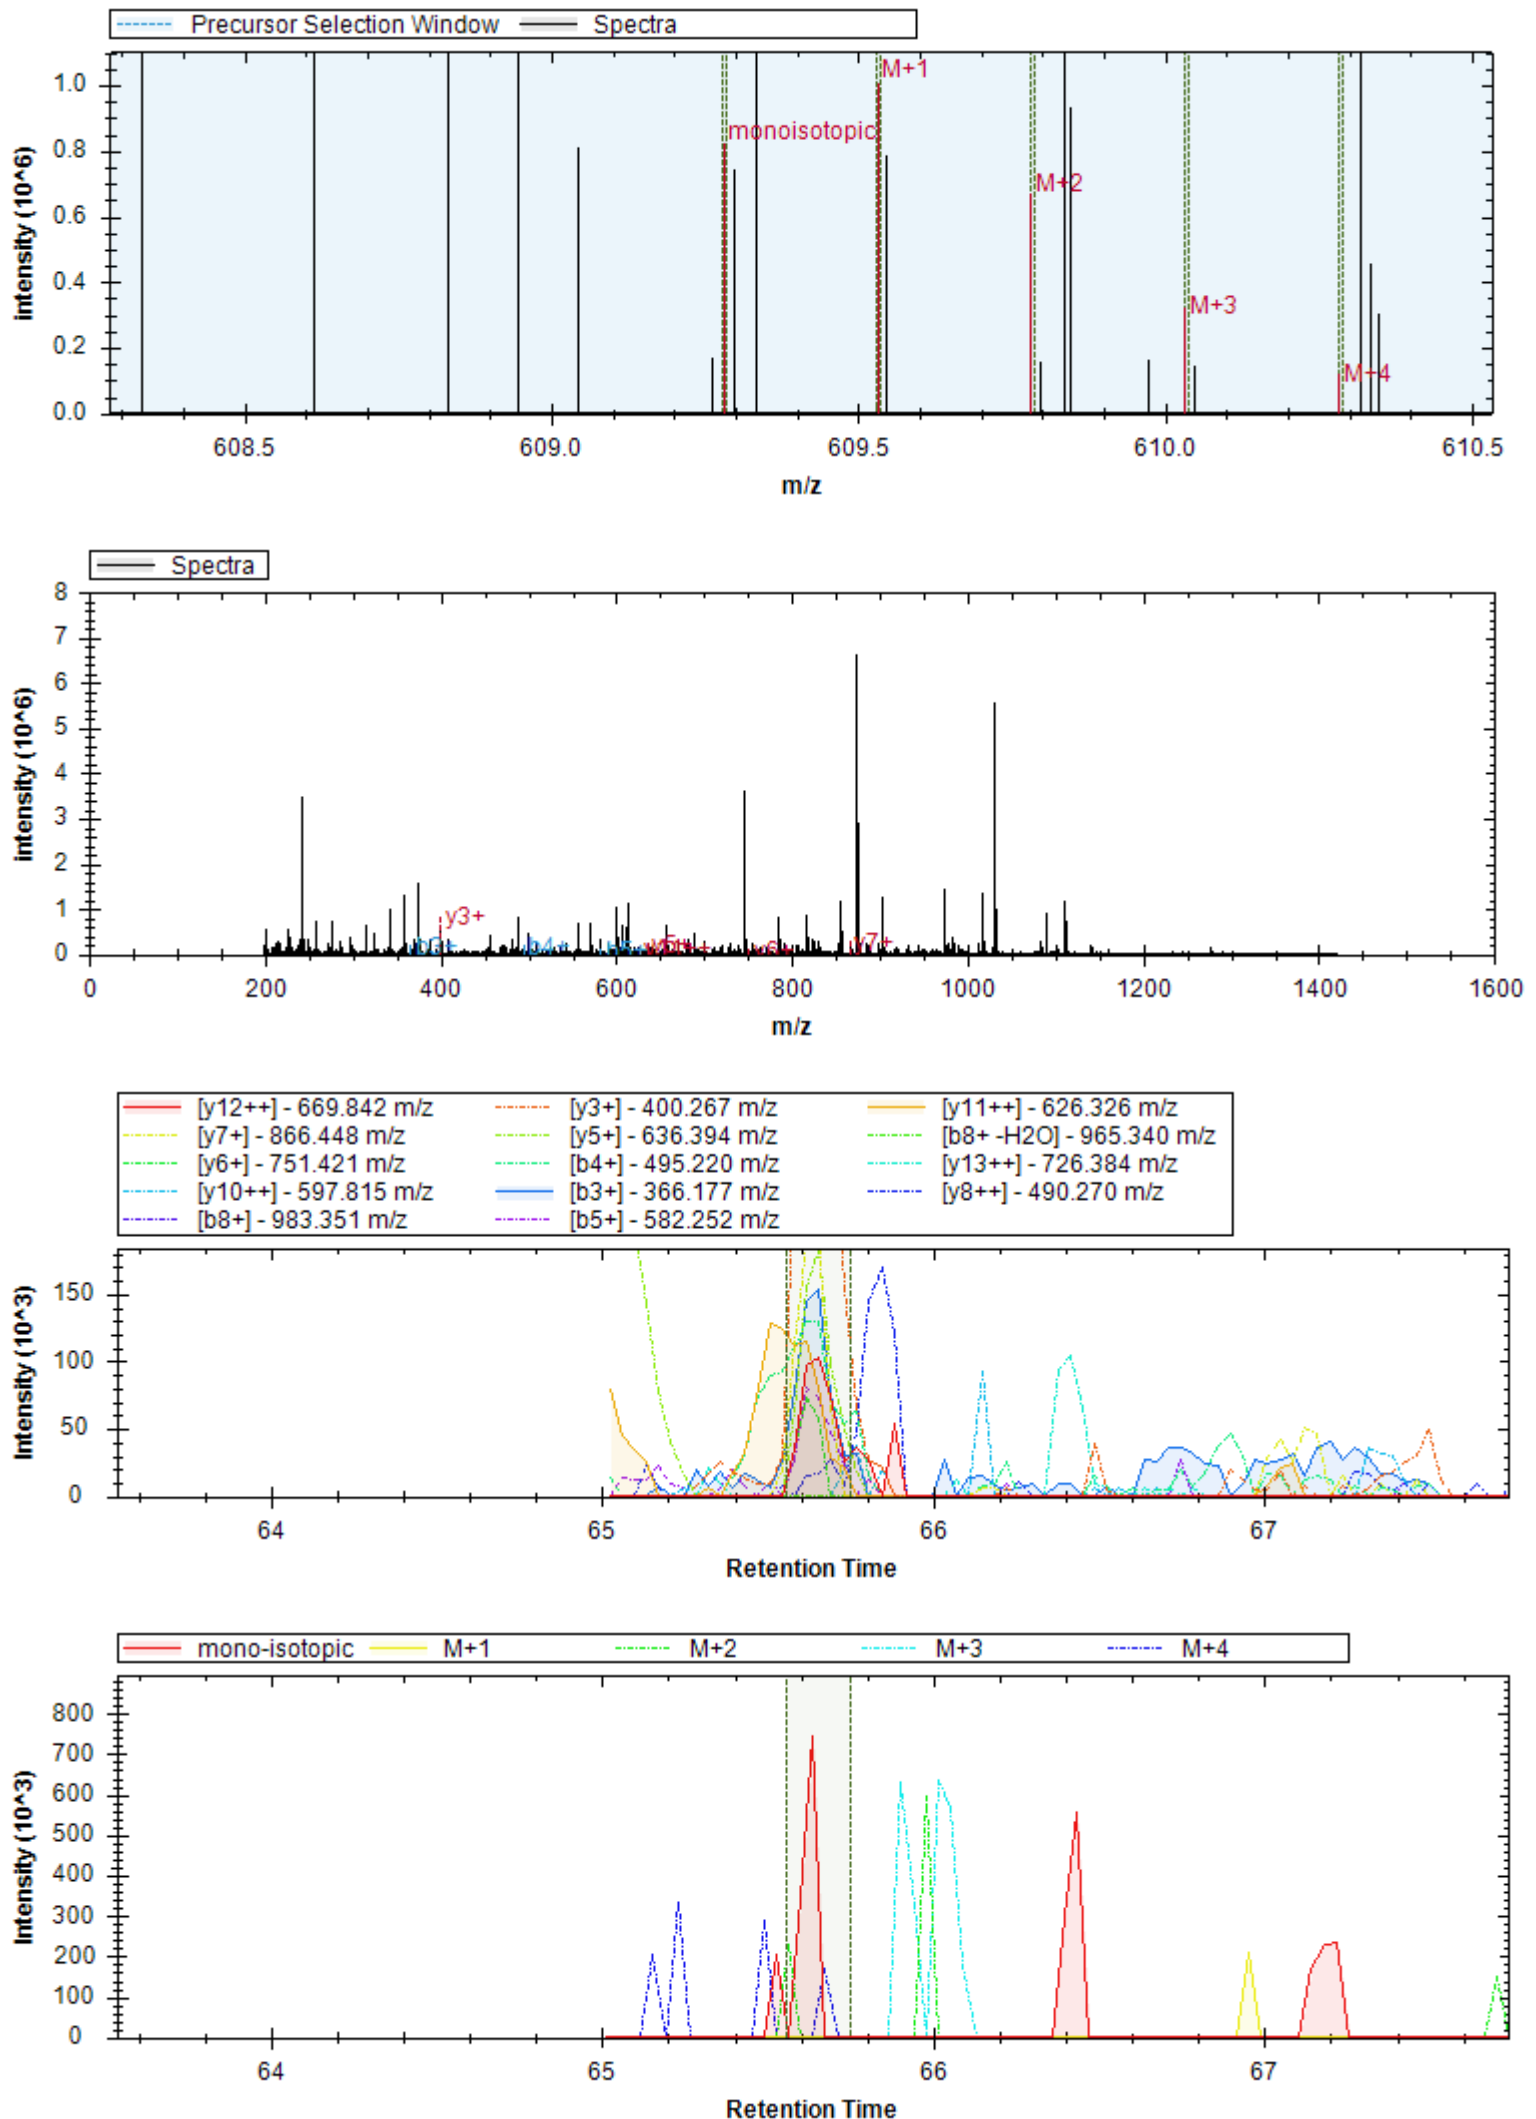 Precursor Selection Window Spectra
1.0
0.8
0.6
0.4
0.2
0.0
intensity (10^6)
monoisotopic
M+1
M+2
M+3
M+4
608.5 609.0 609.5 610.0 610.5
m/z
Spectra
8
7
6
5
4
3
2
1
0
intensity (10^6)
y3+
b3+
b4+
y6+
y7+
0 200 400 600 800 1000 1200 1400 1600
m/z
[y12++] - 669.842 m/z [y3+] - 400.267 m/z [y11++] - 626.326 m/z
[y7+] - 866.448 m/z [y5+] - 636.394 m/z [b8+ -H2O] - 965.340 m/z
[y6+] - 751.421 m/z [b4+] - 495.220 m/z [y13++] - 726.384 m/z
[y10++] - 597.815 m/z [b3+] - 366.177 m/z [y8++] - 490.270 m/z
[b8+] - 983.351 m/z [b5+] - 582.252 m/z
150
100
50
0
Intensity (10^3)
64 65 66 67
Retention Time
mono-isotopic M+1 M+2 M+3 M+4
800
700
600
500
400
300
200
100
0
Intensity (10^3)
64 65 66 67
Retention Time